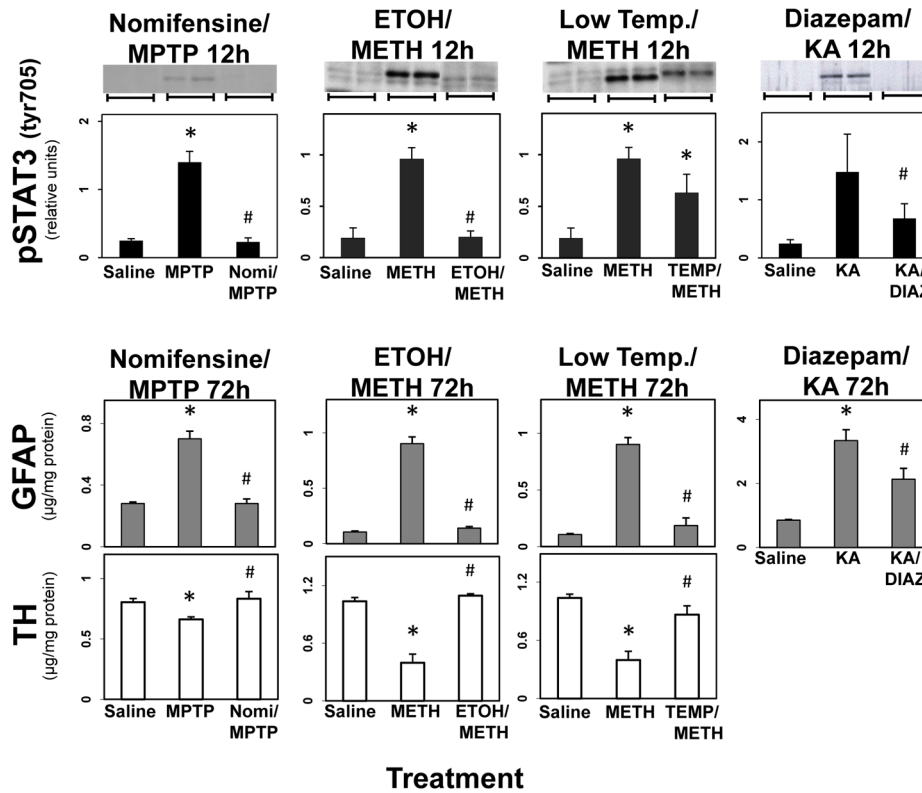 Nomifensine/
MPTP 12h
ETOH/
METH 12h
Low Temp./
METH 12h
Diazepam/
KA 12h
pSTAT3 (tyr705)
(relative units)
2
1
0
*
#
Saline MPTP Nomi/
MPTP
1
0.5
0
*
#
Saline METH ETOH/
METH
1
0.5
0
*
*
Saline METH TEMP/
METH
2
1
0
#
Saline KA KA/
DIAZ
Nomifensine/
MPTP 72h
ETOH/
METH 72h
Low Temp./
METH 72h
Diazepam/
KA 72h
GFAP
(µg/mg protein)
0.8
0.4
0
*
#
1
0.5
0
*
#
1
0.5
0
*
#
4
2
0
*
#
Saline KA KA/
DIAZ
TH
(µg/mg protein)
1
0.5
0
*
#
Saline MPTP Nomi/
MPTP
1.2
0.6
0
*
#
Saline METH ETOH/
METH
1.2
0.6
0
*
#
Saline METH TEMP/
METH
Treatment